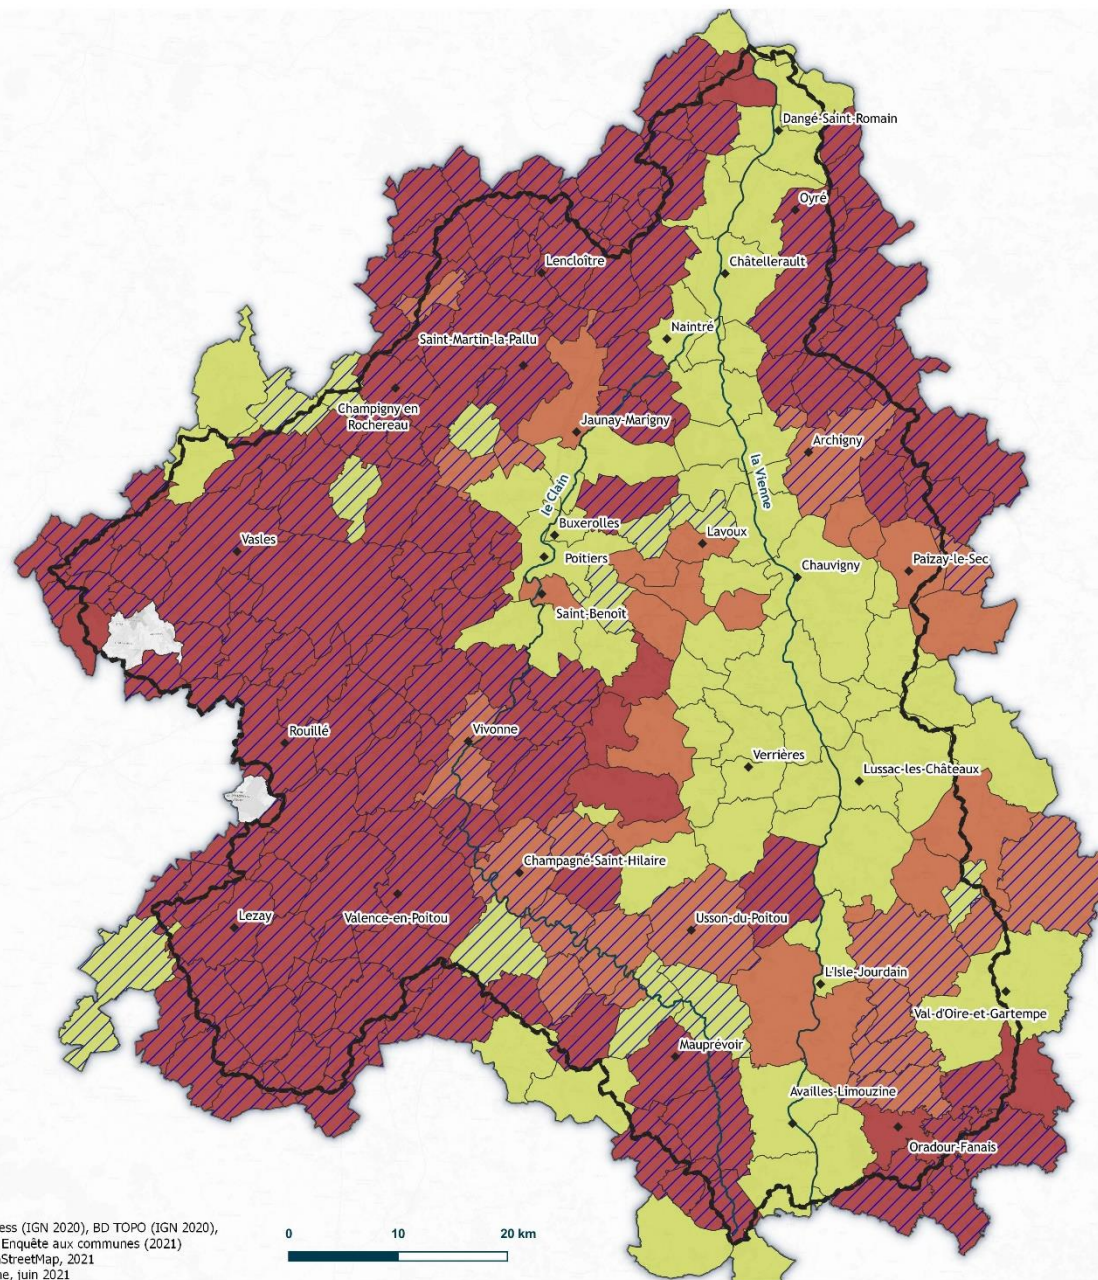 Dangé-Saint-Romain
Oyré
Lencloître
Châtellerault
Naintré
Saint-Martin-la-Pallu
Champigny en
Rochereau
Jaunay-Marigny
Archigny
la Vienne
le Clain
Buxerolles
Lavoux
Vasles
Poitiers
Chauvigny
Paizay-le-Sec
Saint-Benoît
Rouillé
Vivonne
Verrières
Lussac-les-Châteaux
Champagné-Saint-Hilaire
Lezay
Valence-en-Poitou
Usson-du-Poitou
L'Isle-Jourdain
Val-d'Oire-et-Gartempe
Mauprévoir
Availles-Limouzine
Oradour-Fanais
ess (IGN 2020), BD TOPO (IGN 2020),
Enquête aux communes (2021)
StreetMap, 2021
ne, juin 2021
0 10 20 km